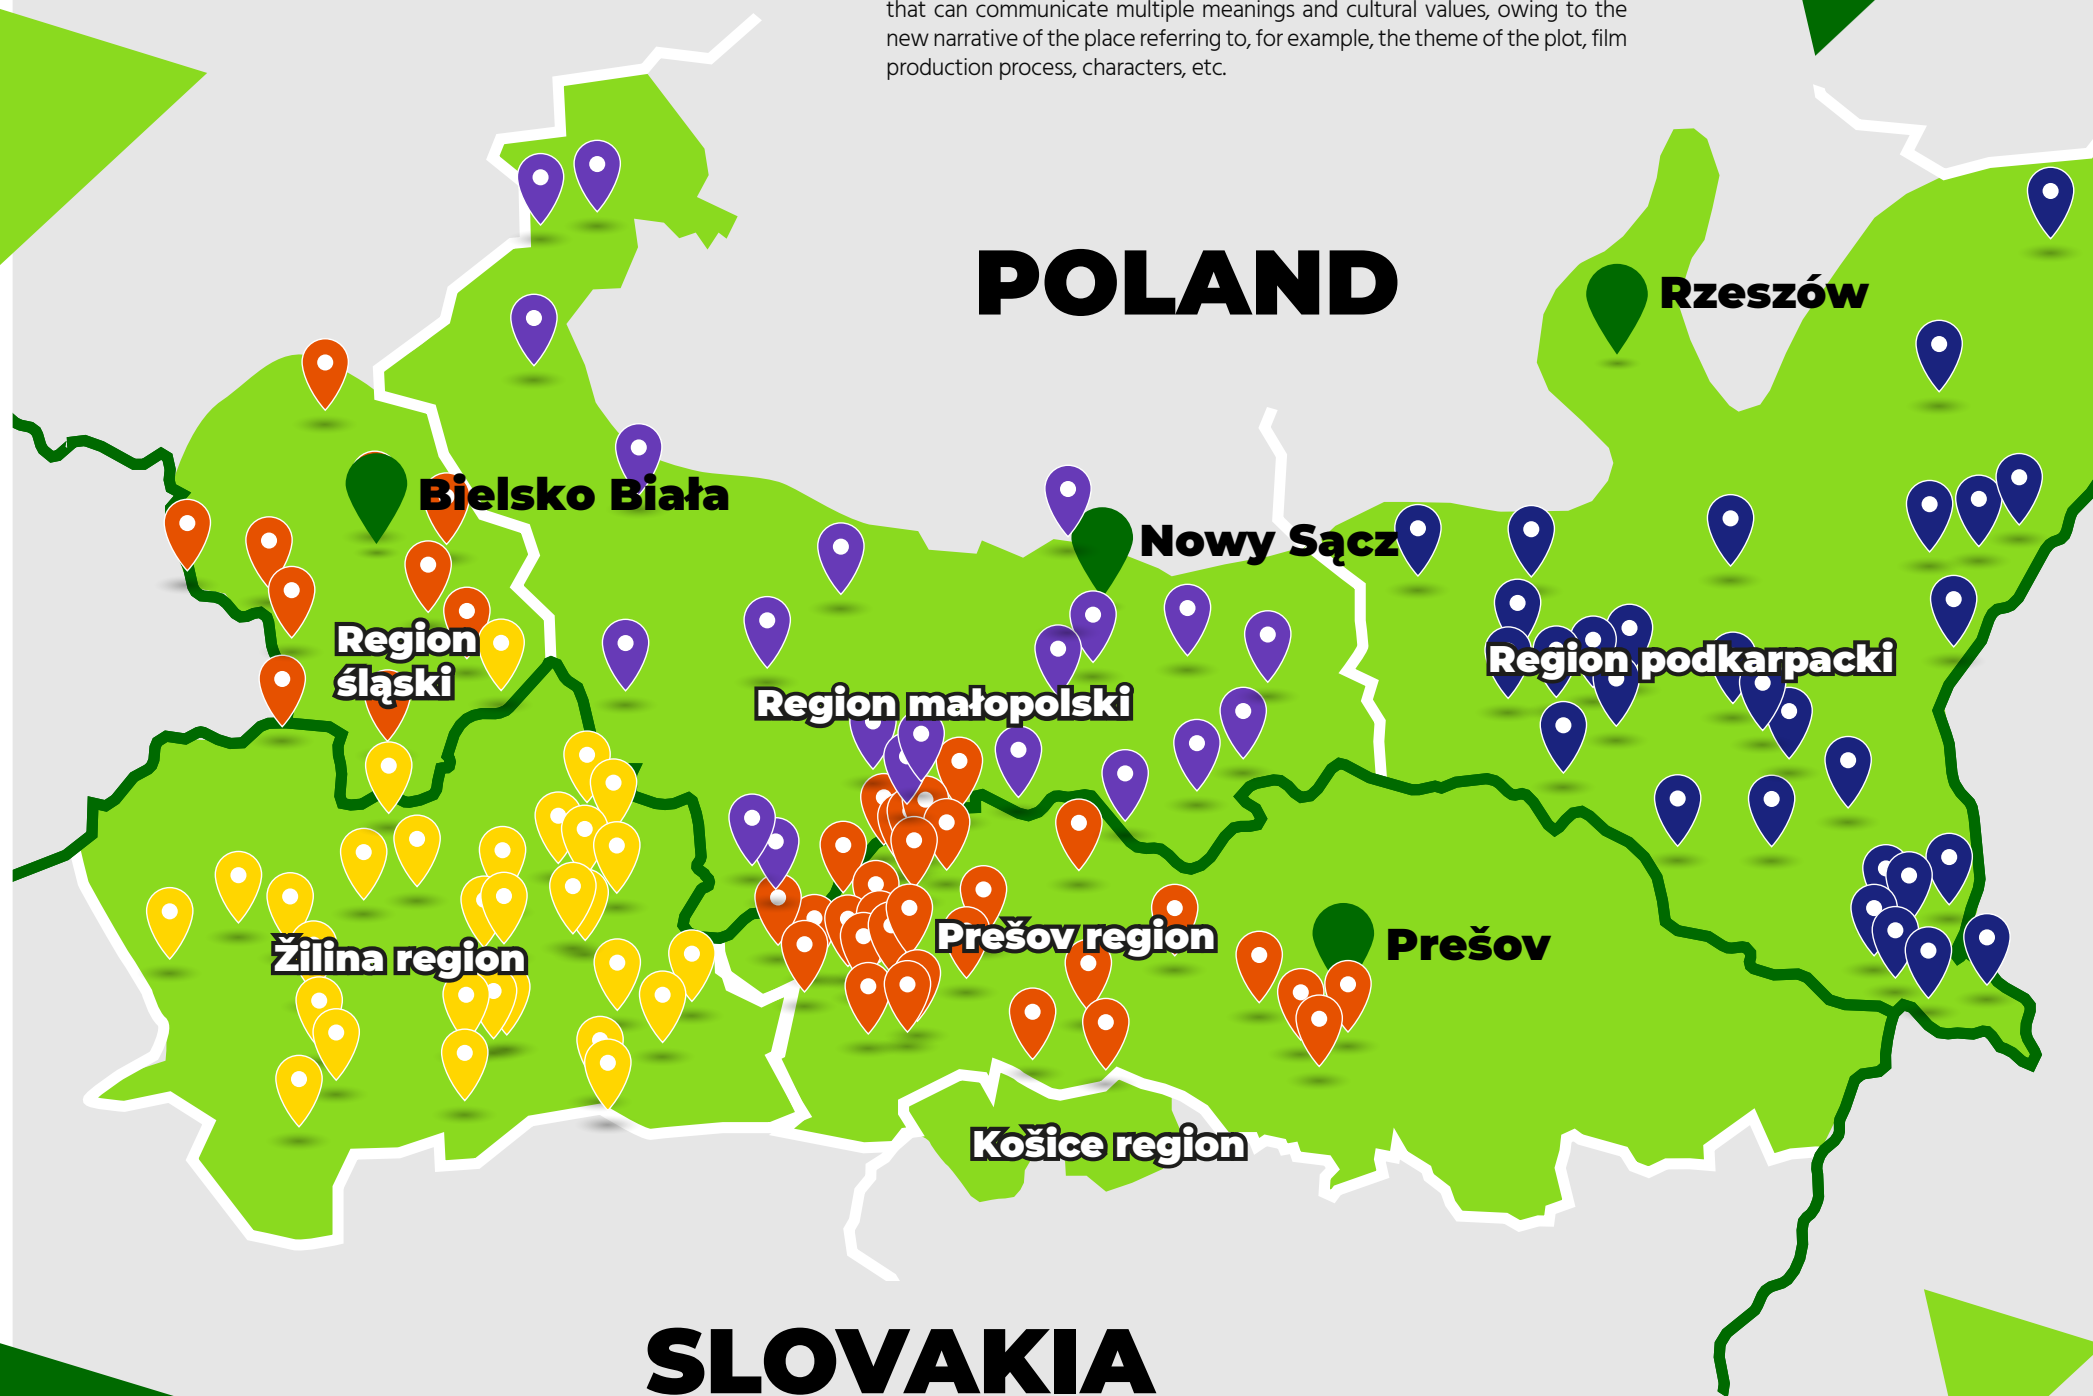 that can communicate multiple meanings and cultural values, owing to the
new narrative of the place referring to, for example, the theme of the plot, film
production process, characters, etc.
POLAND
Rzeszów
Bielsko Biała
Nowy Sącz
Region
śląski
Region podkarpacki
Region małopolski
Prešov region
Prešov
Žilina region
Košice region
SLOVAKIA